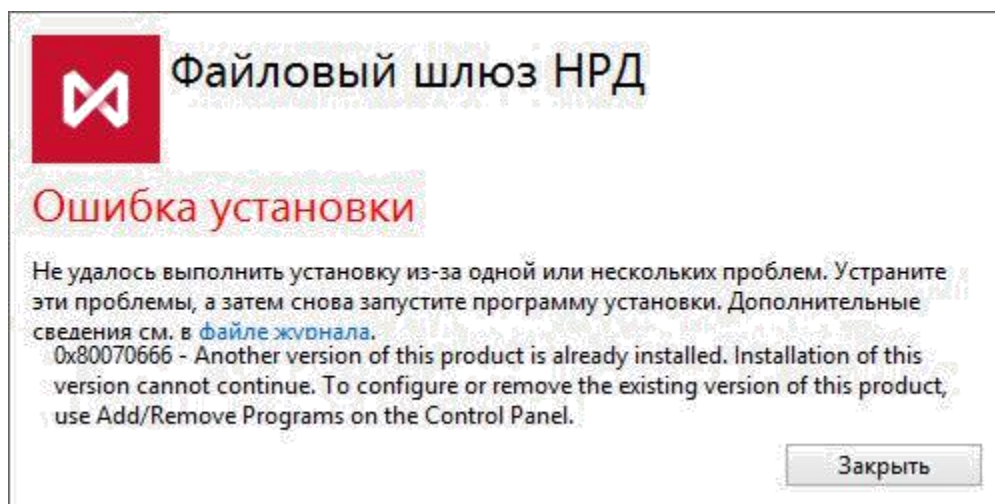 Файловый шлюз НРД
Ошибка установки
Не удалось выполнить установку из-за одной или нескольких проблем. Устраните
эти проблемы, а затем снова запустите программу установки. Дополнительные
сведения см. в файле журнала.
0x80070666 - Another version of this product is already installed. Installation of this
version cannot continue. To configure or remove the existing version of this product,
use Add/Remove Programs on the Control Panel.
Закрыть